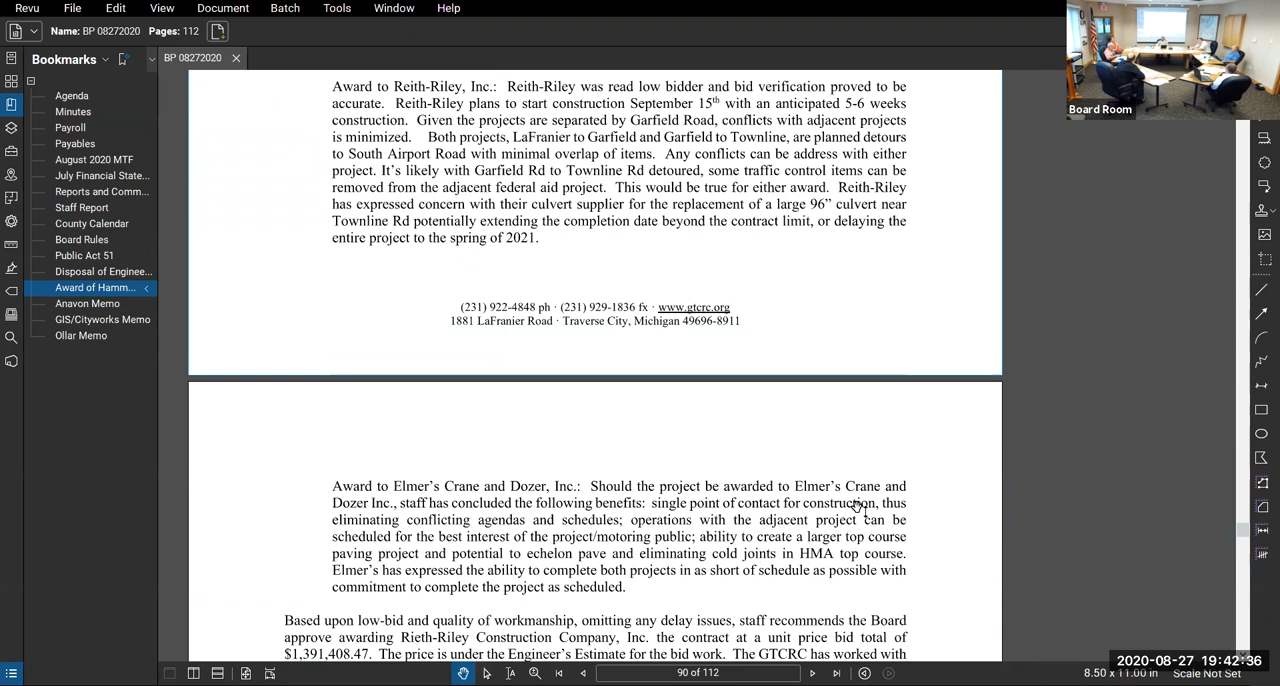 Revu File Edit View Document Batch Tools Window Help
Name: BP 08272020 Pages: 112
Bookmarks
BP 08272020
Agenda
Minutes
Payroll
Payables
August 2020 MTF
July Financial State...
Reports and Comm...
Staff Report
County Calendar
Board Rules
Public Act 51
Disposal of Enginee...
Award of Hamm...
Anavon Memo
GIS/Cityworks Memo
Ollar Memo
Award to Reith-Riley, Inc.: Reith-Riley was read low bidder and bid verification proved to be
accurate. Reith-Riley plans to start construction September 15th with an anticipated 5-6 weeks
construction. Given the projects are separated by Garfield Road, conflicts with adjacent projects
is minimized. Both projects, LaFranier to Garfield and Garfield to Townline, are planned detours
to South Airport Road with minimal overlap of items. Any conflicts can be address with either
project. It's likely with Garfield Rd to Townline Rd detoured, some traffic control items can be
removed from the adjacent federal aid project. This would be true for either award. Reith-Riley
has expressed concern with their culvert supplier for the replacement of a large 96” culvert near
Townline Rd potentially extending the completion date beyond the contract limit, or delaying the
entire project to the spring of 2021.
(231) 922-4848 ph · (231) 929-1836 fx · www.gtcrc.org
1881 LaFranier Road · Traverse City, Michigan 49696-8911
Award to Elmer's Crane and Dozer, Inc.: Should the project be awarded to Elmer's Crane and
Dozer Inc., staff has concluded the following benefits: single point of contact for construction, thus
eliminating conflicting agendas and schedules; operations with the adjacent project can be
scheduled for the best interest of the project/motoring public; ability to create a larger top course
paving project and potential to echelon pave and eliminating cold joints in HMA top course.
Elmer's has expressed the ability to complete both projects in as short of schedule as possible with
commitment to complete the project as scheduled.
Based upon low-bid and quality of workmanship, omitting any delay issues, staff recommends the Board
approve awarding Rieth-Riley Construction Company, Inc. the contract at a unit price bid total of
$1,391,408.47. The price is under the Engineer's Estimate for the bid work. The GTCRC has worked with
90 of 112
8.50 x 11.00 in Scale Not Set
Board Room
2020-08-27 19:42:36